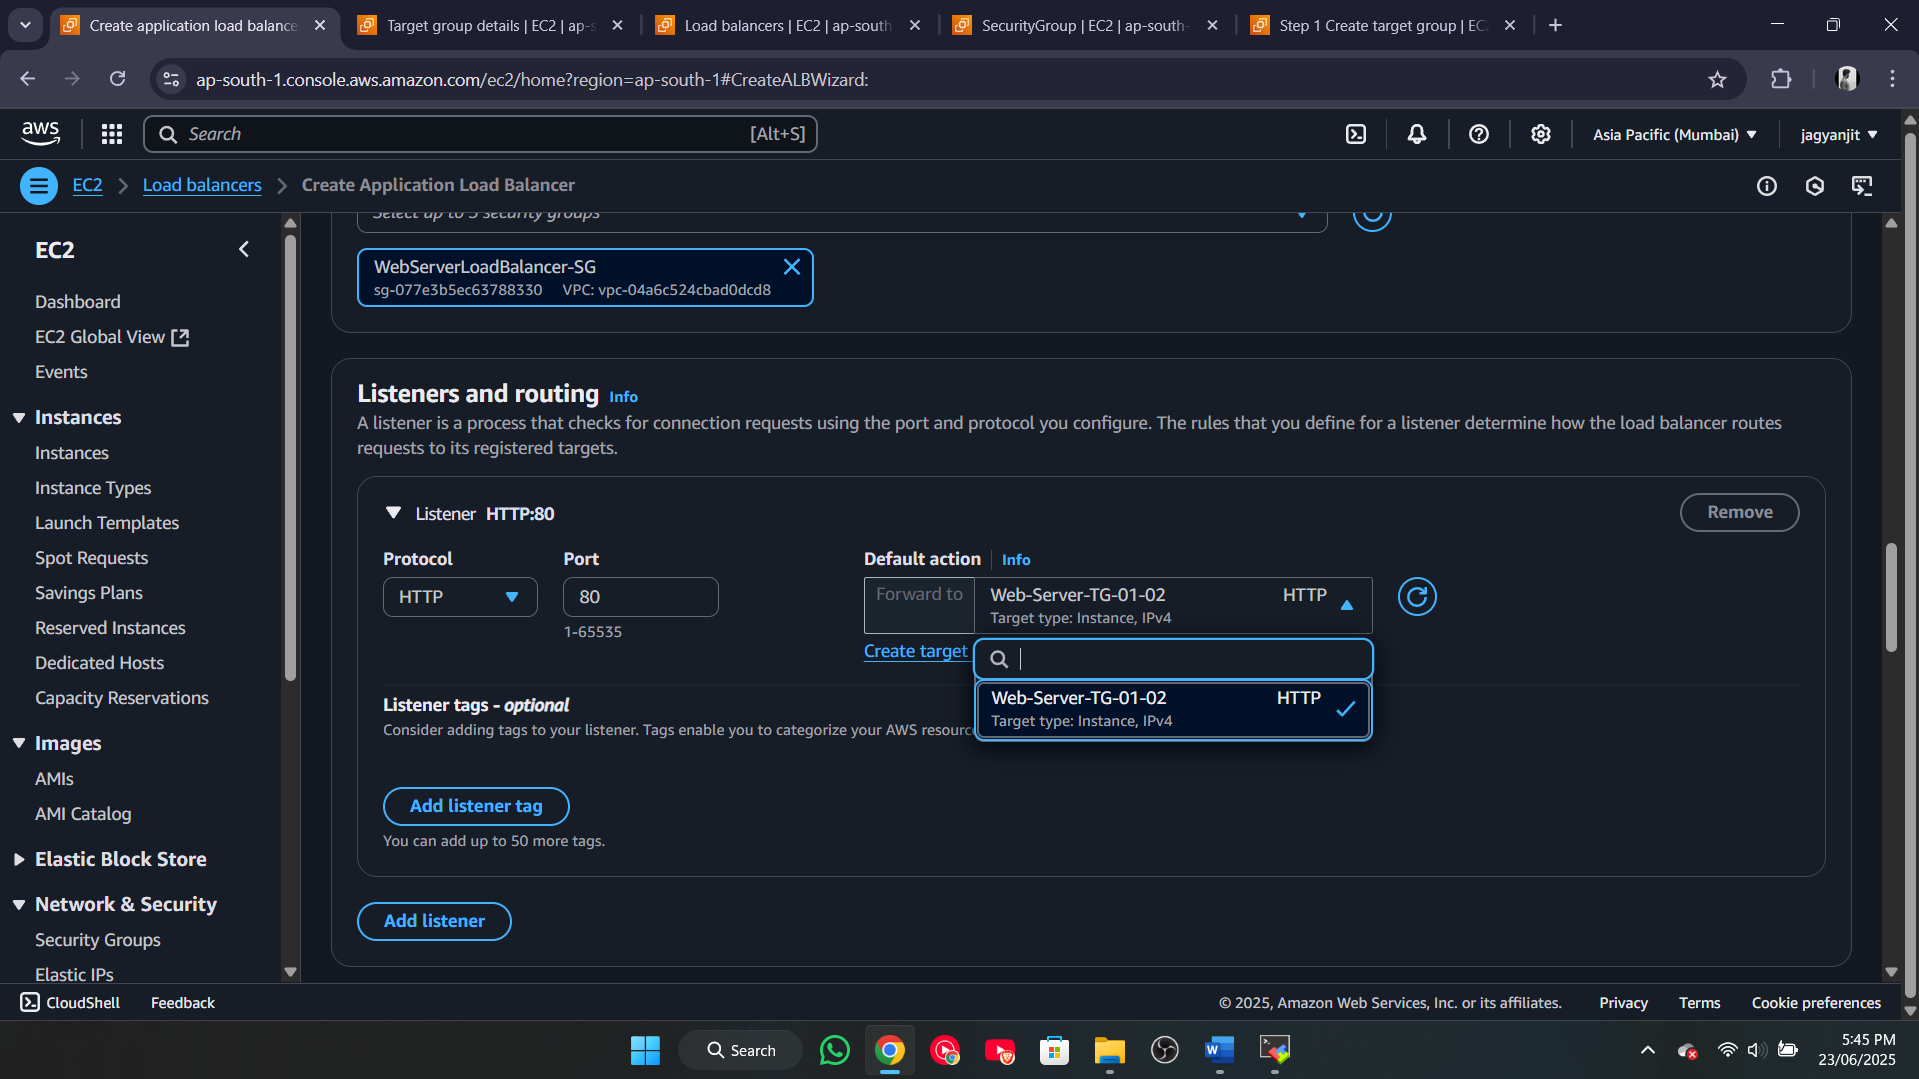 Create application load balance
Target group details | EC2 | ap-s
Load balancers | EC2 | ap-south
SecurityGroup | EC2 | ap-south-
Step 1 Create target group | EC
ap-south-1.console.aws.amazon.com/ec2/home?region=ap-south-1#CreateALBWizard:
aws
Search
[Alt+S]
Asia Pacific (Mumbai)
jagyanjit
EC2
Load balancers
Create Application Load Balancer
EC2
Dashboard
EC2 Global View
Events
Instances
Instances
Instance Types
Launch Templates
Spot Requests
Savings Plans
Reserved Instances
Dedicated Hosts
Capacity Reservations
Images
AMIs
AMI Catalog
Elastic Block Store
Network & Security
Security Groups
Elastic IPs
Select up to 5 security groups
WebServerLoadBalancer-SG
sg-077e3b5ec63788330 VPC: vpc-04a6c524cbad0dcd8
Listeners and routing Info
A listener is a process that checks for connection requests using the port and protocol you configure. The rules that you define for a listener determine how the load balancer routes
requests to its registered targets.
Listener HTTP:80
Remove
Protocol
Port
Default action
Info
HTTP
80
1-65535
Forward to
Web-Server-TG-01-02
HTTP
Target type: Instance, IPv4
Create target
Web-Server-TG-01-02
HTTP
Target type: Instance, IPv4
Listener tags - optional
Consider adding tags to your listener. Tags enable you to categorize your AWS resourc
Add listener tag
You can add up to 50 more tags.
Add listener
CloudShell
Feedback
© 2025, Amazon Web Services, Inc. or its affiliates.
Privacy
Terms
Cookie preferences
Search
5:45 PM
23/06/2025